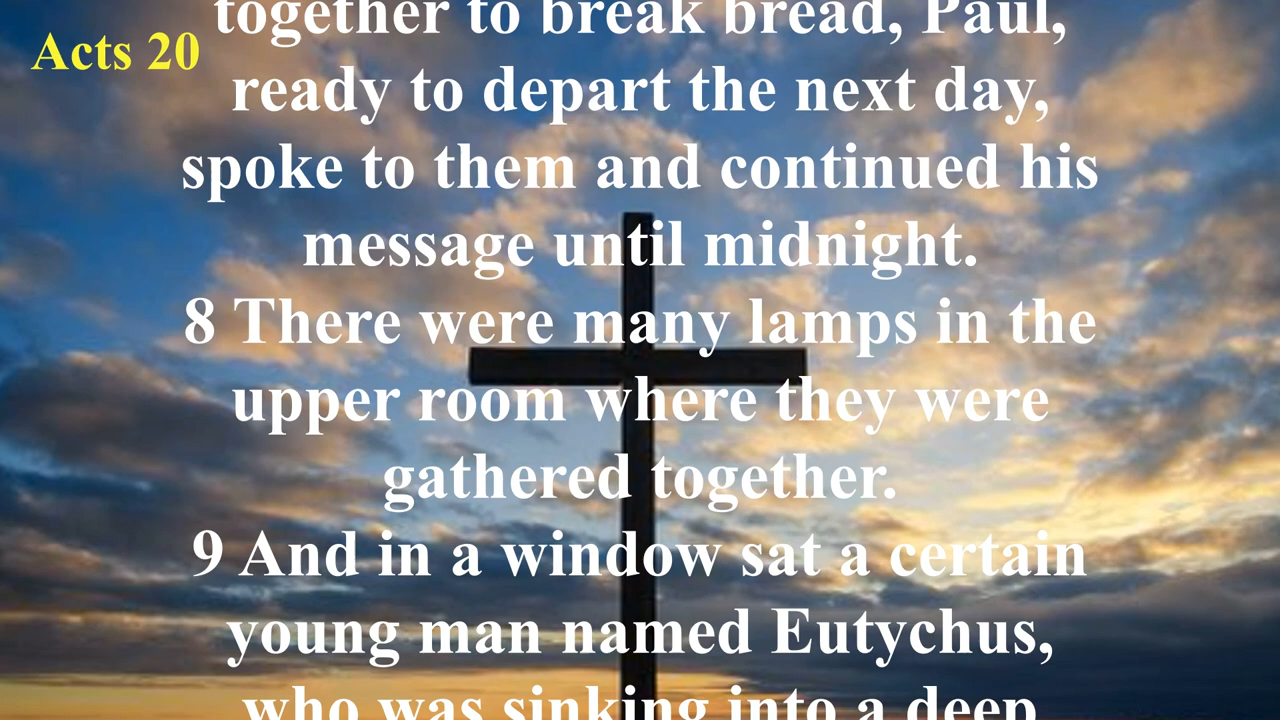 Acts 20
together to break bread, Paul,
ready to depart the next day,
spoke to them and continued his
message until midnight.
8 There were many lamps in the
upper room where they were
gathered together.
9 And in a window sat a certain
young man named Eutychus,
who was sinking into a deep